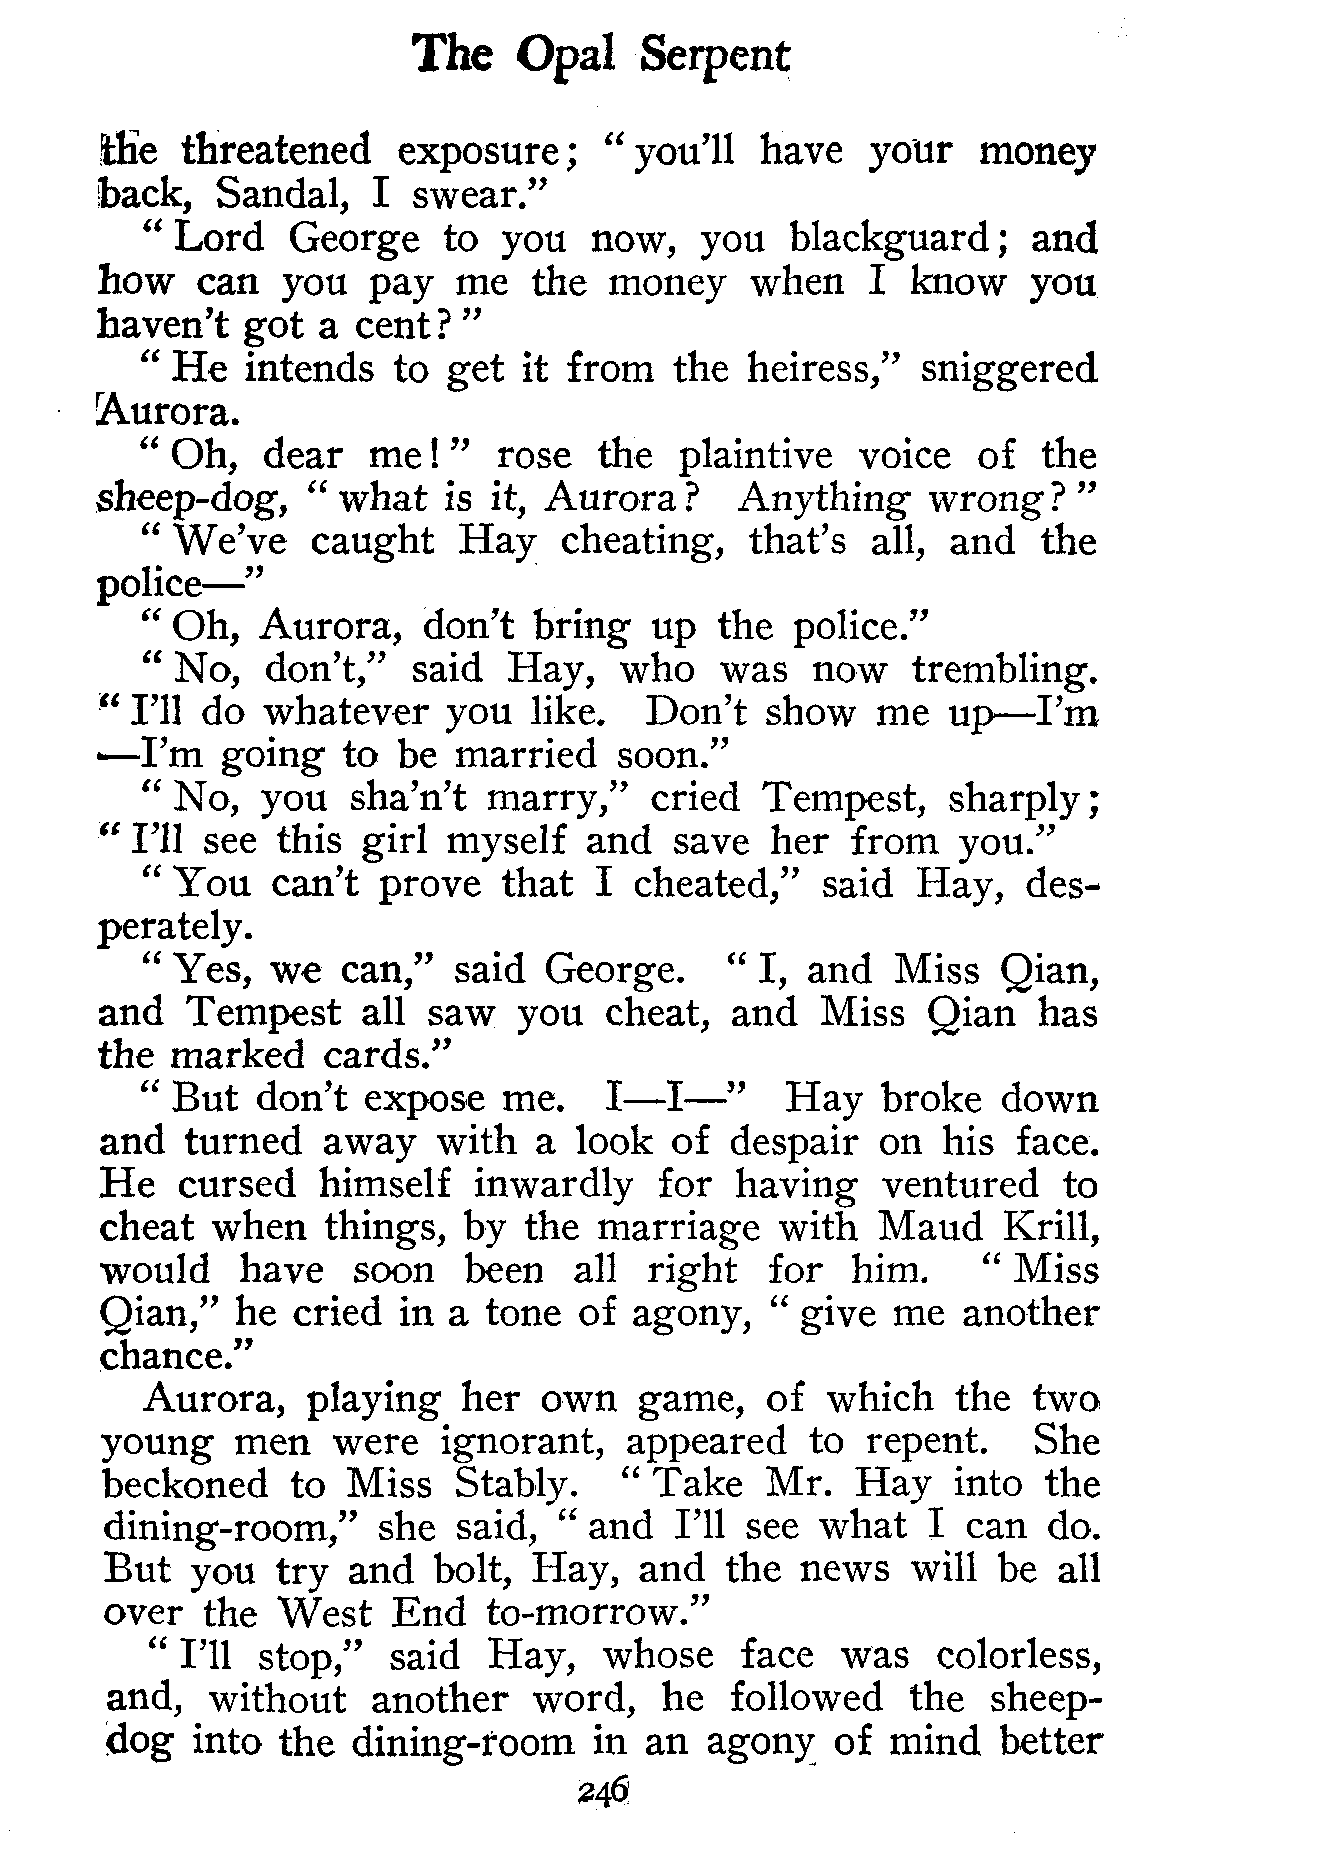 The Opal Serpent
the threatened exposure; “you'll have your money
back, Sandal, I swear.”
“Lord George to you now, you blackguard; and
how can you pay me the money when I know you
haven't got a cent?”
“He intends to get it from the heiress,” sniggered
Aurora.
“Oh, dear me!” rose the plaintive voice of the
sheep-dog, “what is it, Aurora? Anything wrong?”
“We've caught Hay cheating, that's all, and the
police—”
“Oh, Aurora, don't bring up the police.”
“No, don't,” said Hay, who was now trembling.
“I'll do whatever you like. Don't show me up—I'm
—I'm going to be married soon.”
“No, you sha'n't marry,” cried Tempest, sharply;
“I'll see this girl myself and save her from you.”
“You can't prove that I cheated,” said Hay, des-
perately.
“Yes, we can,” said George. “I, and Miss Qian,
and Tempest all saw you cheat, and Miss Qian has
the marked cards.”
“But don't expose me. I—I—” Hay broke down
and turned away with a look of despair on his face.
He cursed himself inwardly for having ventured to
cheat when things, by the marriage with Maud Krill,
would have soon been all right for him. “Miss
Qian,” he cried in a tone of agony, “give me another
chance.”
Aurora, playing her own game, of which the two
young men were ignorant, appeared to repent. She
beckoned to Miss Stably. “Take Mr. Hay into the
dining-room,” she said, “and I'll see what I can do.
But you try and bolt, Hay, and the news will be all
over the West End to-morrow.”
“I'll stop,” said Hay, whose face was colorless,
and, without another word, he followed the sheep-
dog into the dining-room in an agony of mind better
246